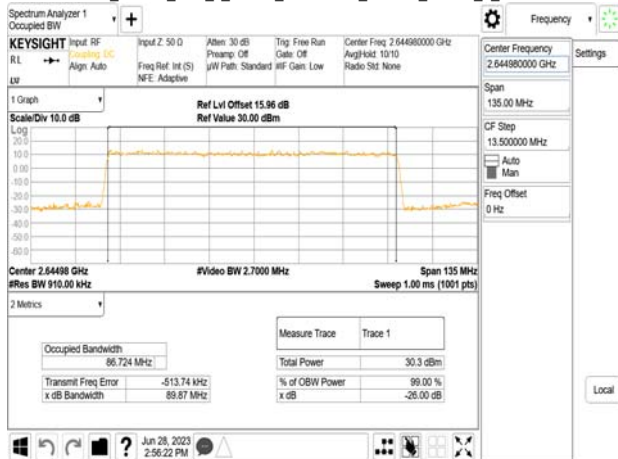 Spectrum Analyzer 1
Occupied BW
Frequency
Settings
KEYSIGHT
Input: RF
Coupling: DC
Align: Auto
Input Z: 50 Ω
Freq Ref: Int (S)
NFE: Adaptive
Atten: 30 dB
Preamp: Off
µW Path: Standard
Trig: Free Run
Gate: Off
#IF Gain: Low
Center Freq: 2.644980000 GHz
Avg|Hold: 10/10
Radio Std: None
RL
Center Frequency
2.644980000 GHz
Span
135.00 MHz
CF Step
13.500000 MHz
Auto
Man
Freq Offset
0 Hz
1 Graph
Scale/Div 10.0 dB
Ref Lvl Offset 15.96 dB
Ref Value 30.00 dBm
Log
20.0
10.0
0.00
-10.0
-20.0
-30.0
-40.0
-50.0
-60.0
Center 2.64498 GHz
#Video BW 2.7000 MHz
Span 135 MHz
#Res BW 910.00 kHz
Sweep 1.00 ms (1001 pts)
2 Metrics
Measure Trace Trace 1
Occupied Bandwidth
86.724 MHz
Total Power 30.3 dBm
Transmit Freq Error -513.74 kHz
% of OBW Power 99.00 %
x dB Bandwidth 89.87 MHz
x dB -26.00 dB
Local
?
Jun 28, 2023
2:56:22 PM